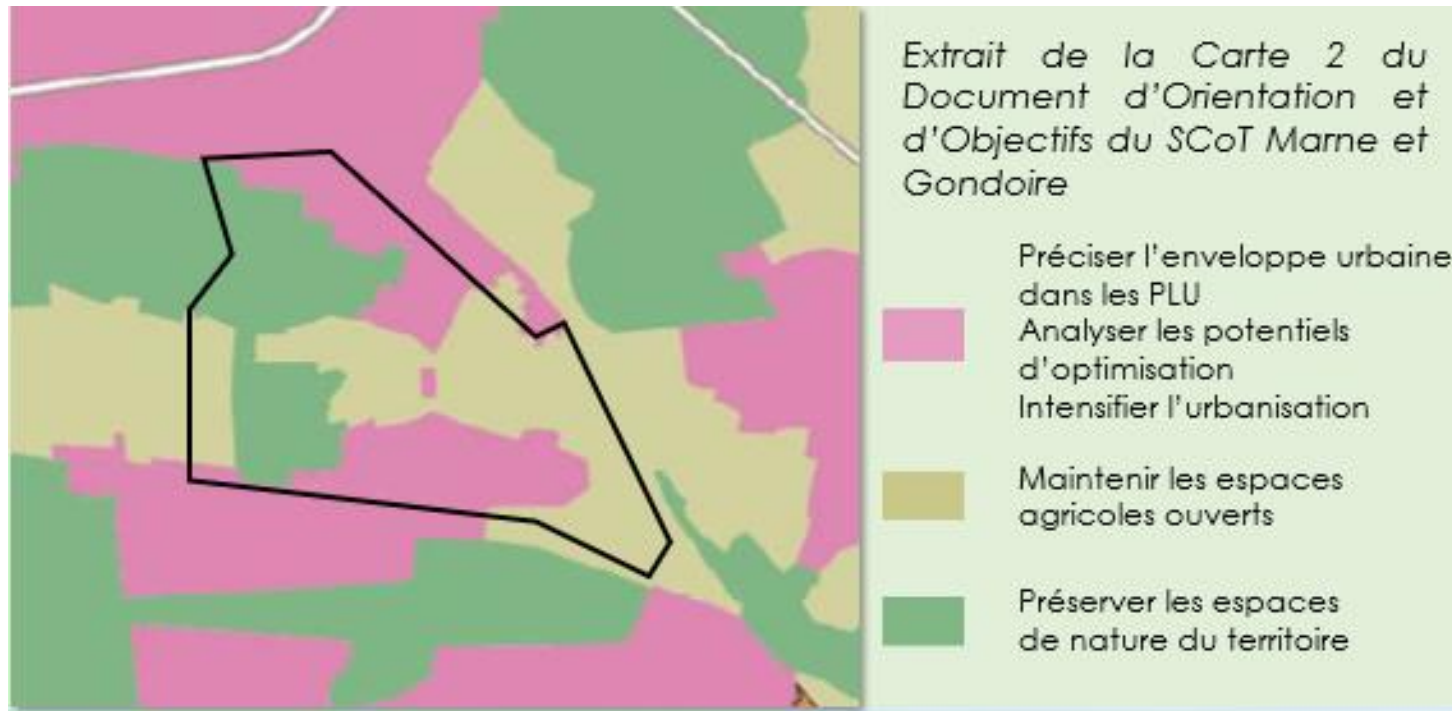 Extrait de la Carte 2 du
Document d'Orientation et
d'Objectifs du SCoT Marne et
Gondoire
Préciser l'enveloppe urbaine
dans les PLU
Analyser les potentiels
d'optimisation
Intensifier l'urbanisation
Maintenir les espaces
agricoles ouverts
Préserver les espaces
de nature du territoire